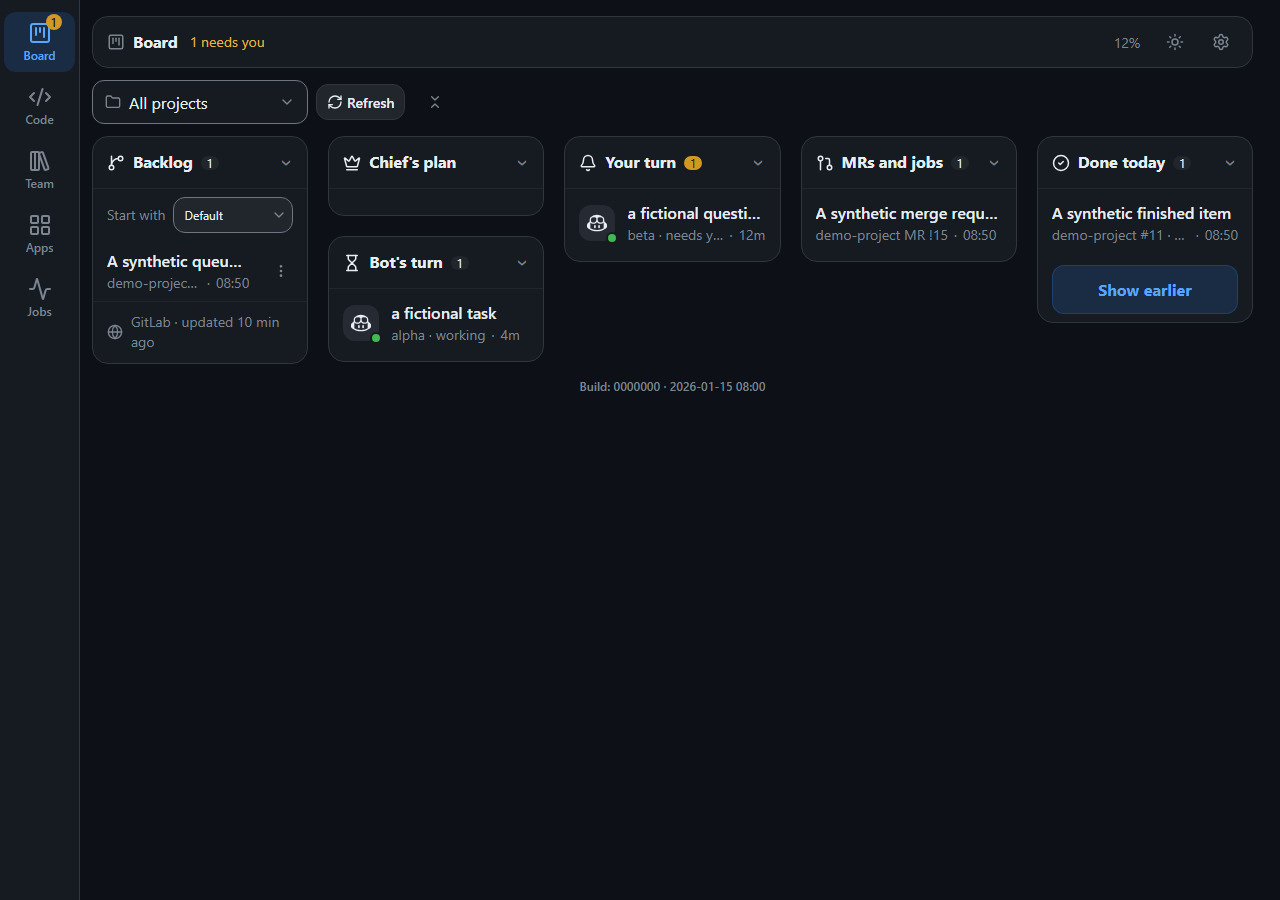 1
Board
Code
Team
Apps
Jobs
Board 1 needs you
12%
All projects
Refresh
Backlog 1
Start with Default
A synthetic queu...
demo-projec... · 08:50
GitLab · updated 10 min
ago
Chief's plan
Bot's turn 1
a fictional task
alpha · working · 4m
Your turn 1
a fictional questi...
beta · needs y... · 12m
MRs and jobs 1
A synthetic merge requ...
demo-project MR !15 · 08:50
Done today 1
A synthetic finished item
demo-project #11 · ... · 08:50
Show earlier
Build: 0000000 · 2026-01-15 08:00